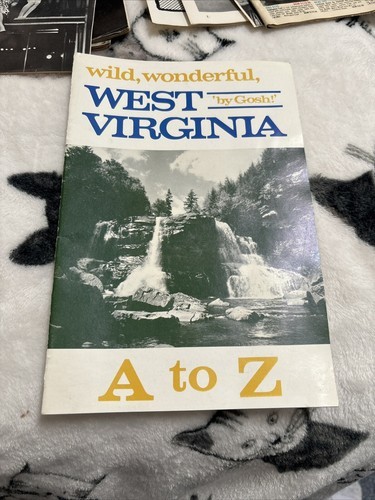 wild, wonderful,
WEST 'by Gosh!'
VIRGINIA
A to Z